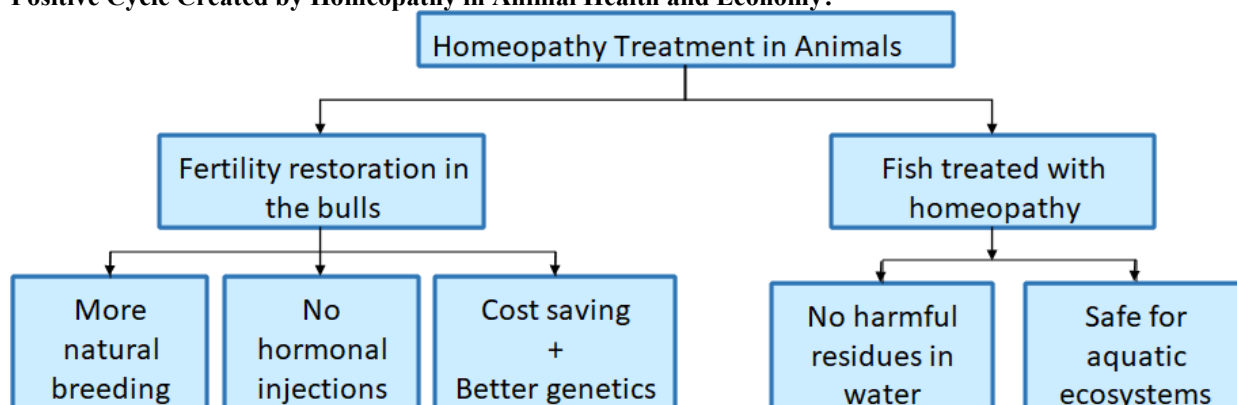 Positive Cycle Created by Homeopathy in Animal Health and Economy:
Homeopathy Treatment in Animals
Fertility restoration in
the bulls
Fish treated with
homeopathy
More
natural
breeding
No
hormonal
injections
Cost saving
+
Better genetics
No harmful
residues in
water
Safe for
aquatic
ecosystems